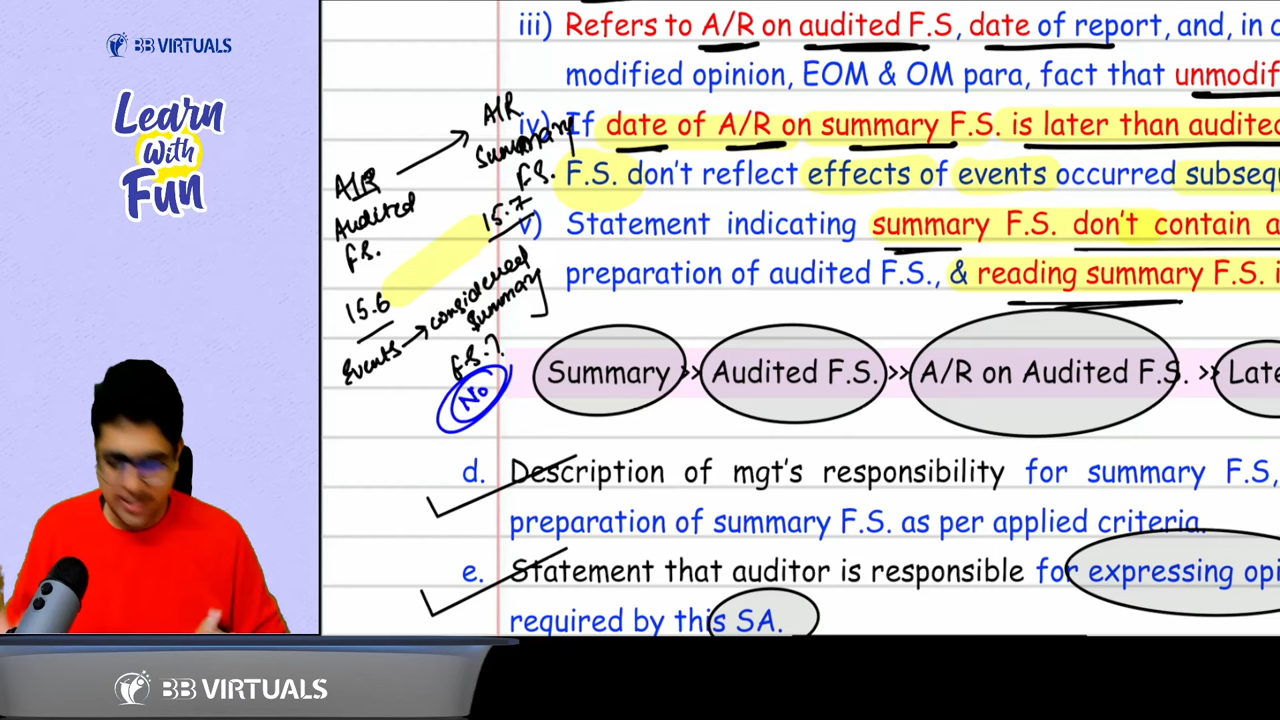 BB VIRTUALS
Learn
With
Fun
iii) Refers to A/R on audited F.S, date of report, and, in c
modified opinion, EOM & OM para, fact that unmodif
iv) If date of A/R on summary F.S. is later than audited
F.S. don't reflect effects of events occurred subsequ
v) Statement indicating summary F.S. don't contain a
preparation of audited F.S., & reading summary F.S. i
A/R
Audited
F.S.
15.6
Events → considered
Summary
F.S.?
No
A/R
Summary
F.S.
15.7
Summary >> Audited F.S. >> A/R on Audited F.S. >> Late
d. Description of mgt's responsibility for summary F.S,
preparation of summary F.S. as per applied criteria.
e. Statement that auditor is responsible for expressing opi
required by this SA.
BB VIRTUALS